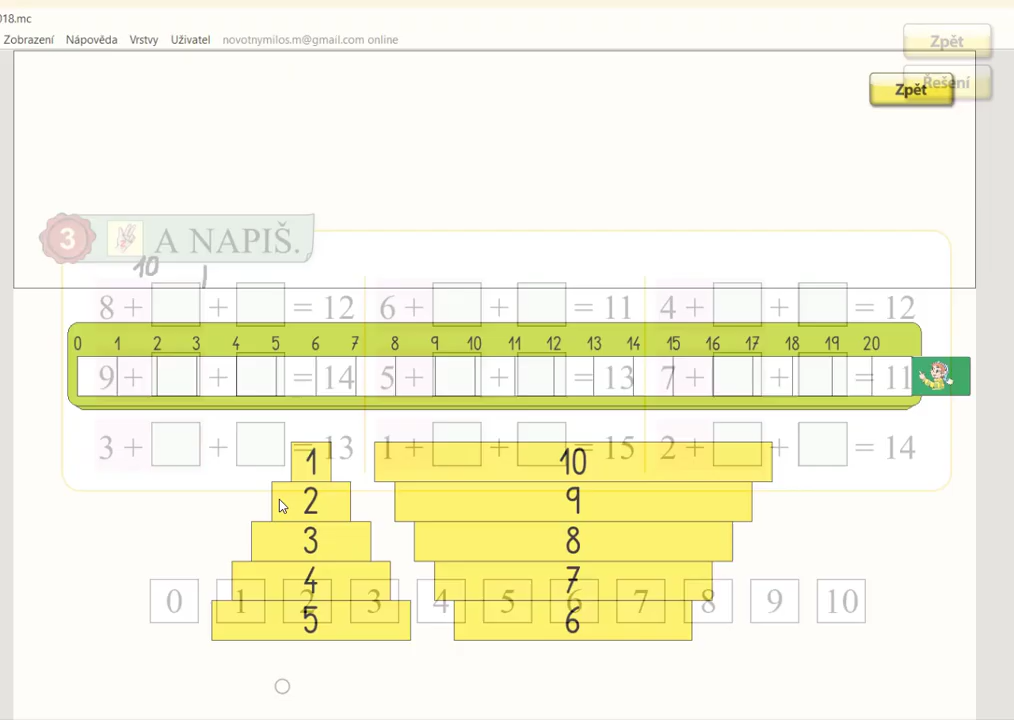 018.mc
Zobrazení Nápověda Vrstvy Uživatel novotnymilos.m@gmail.com online
Zpět
Zpět
Řešení
3 A NAPIŠ.
10
8 + + = 12 6 + + = 11 4 + + = 12
0 1 2 3 4 5 6 7 8 9 10 11 12 13 14 15 16 17 18 19 20
9 + + = 14 5 + + = 13 7 + + = 11
3 + + = 13 1 + + = 15 2 + + = 14
1 10
2 9
3 8
4 7
5 6
0 1 2 3 4 5 6 7 8 9 10